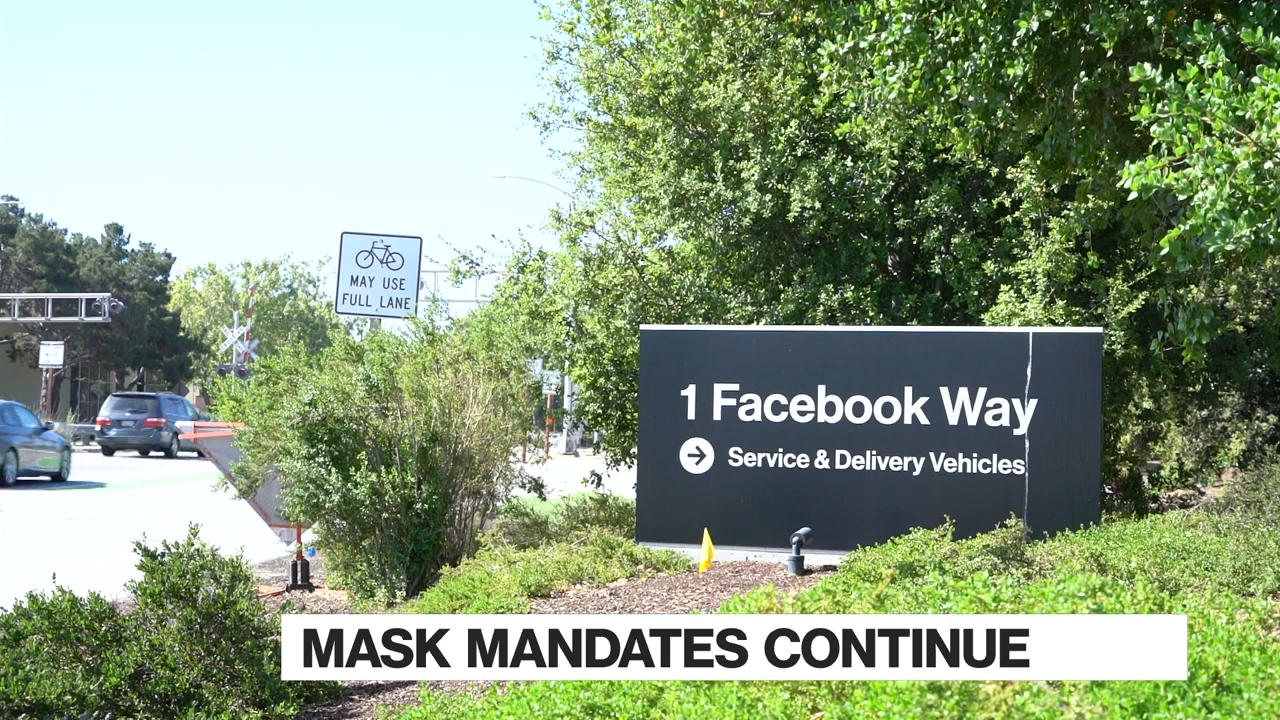 MAY USE
FULL LANE
1 Facebook Way
Service & Delivery Vehicles
MASK MANDATES CONTINUE